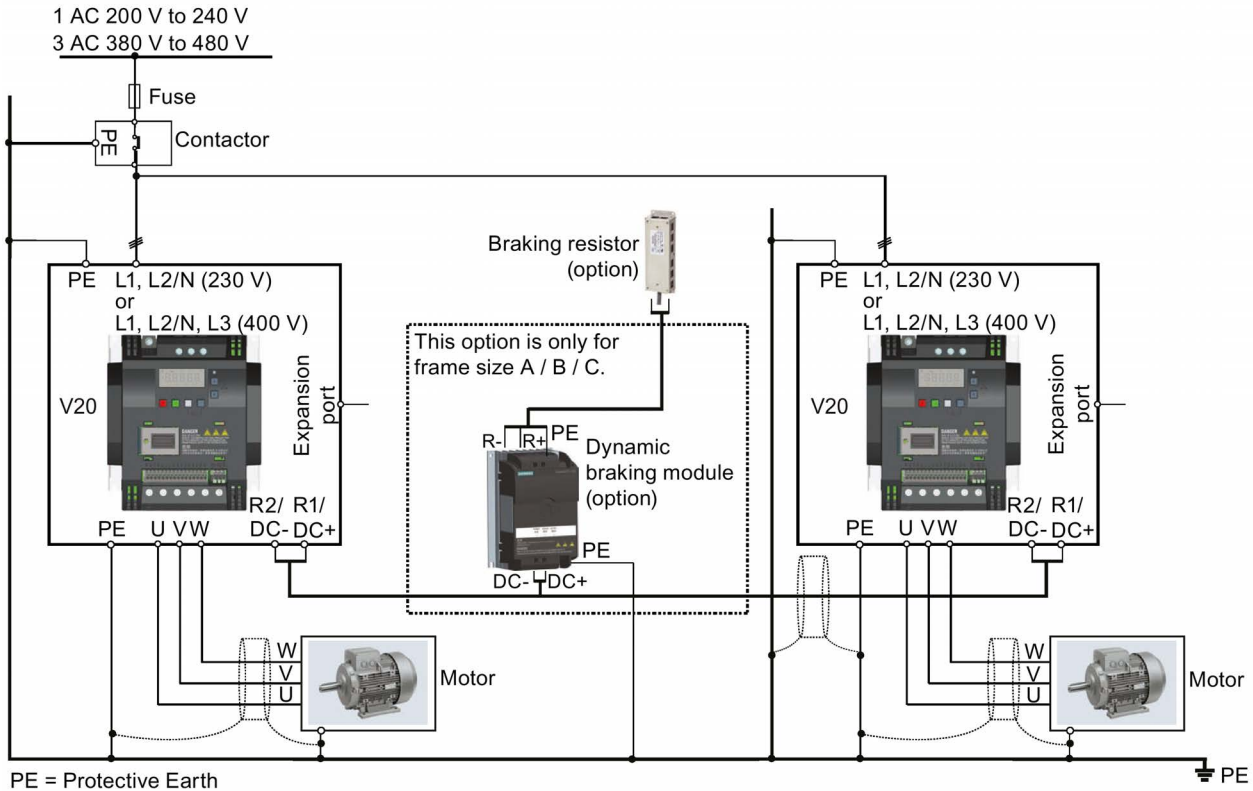 1 AC 200 V to 240 V
3 AC 380 V to 480 V
Fuse
PE
Contactor
Braking resistor
(option)
PE
L1, L2/N (230 V)
or
L1, L2/N, L3 (400 V)
V20
Expansion
port
This option is only for
frame size A / B / C.
R-
R+
PE
Dynamic
braking module
(option)
PE
DC-
DC+
PE
U
V
W
R2/
DC-
R1/
DC+
W
V
U
Motor
PE
L1, L2/N (230 V)
or
L1, L2/N, L3 (400 V)
V20
Expansion
port
PE
U
V
W
R2/
DC-
R1/
DC+
W
V
U
Motor
PE
PE = Protective Earth